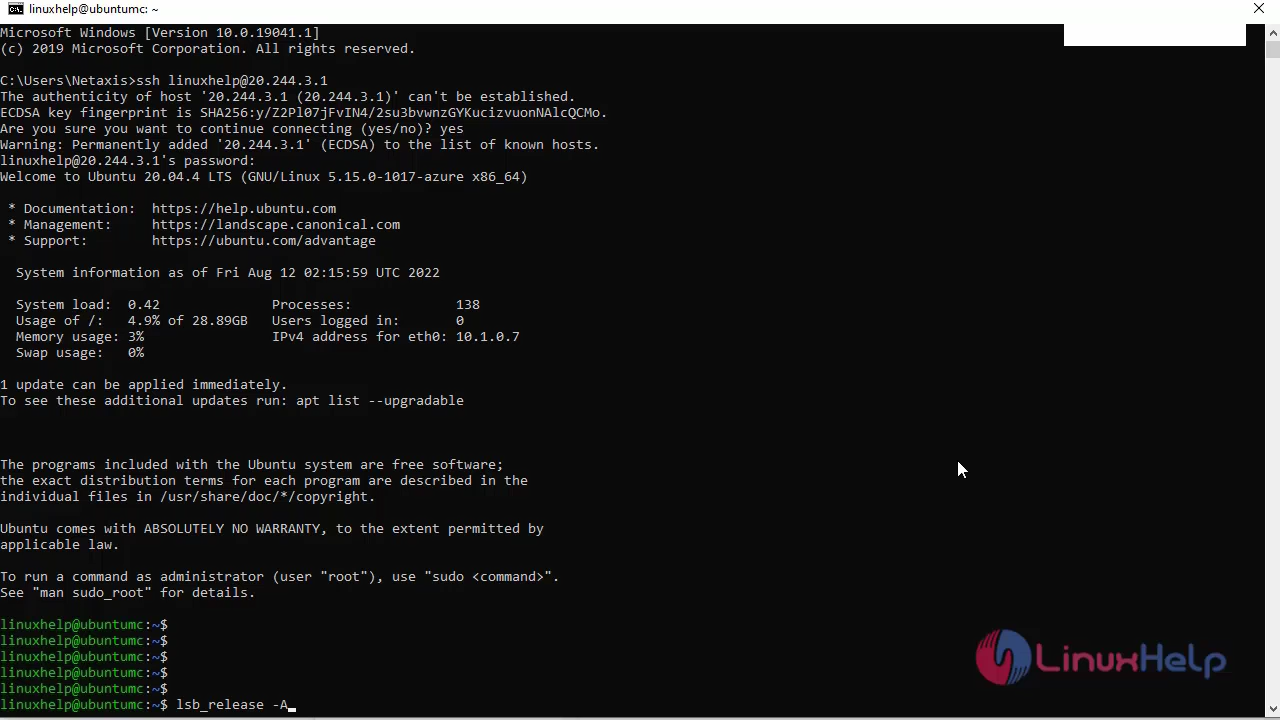 linuxhelp@ubuntumc: ~
Microsoft Windows [Version 10.0.19041.1]
(c) 2019 Microsoft Corporation. All rights reserved.
C:\Users\Netaxis>ssh linuxhelp@20.244.3.1
The authenticity of host '20.244.3.1 (20.244.3.1)' can't be established.
ECDSA key fingerprint is SHA256:y/Z2Pl07jFvIN4/2su3bvwnzGYKucizvuonNAlcQCMo.
Are you sure you want to continue connecting (yes/no)? yes
Warning: Permanently added '20.244.3.1' (ECDSA) to the list of known hosts.
linuxhelp@20.244.3.1's password:
Welcome to Ubuntu 20.04.4 LTS (GNU/Linux 5.15.0-1017-azure x86_64)
* Documentation: https://help.ubuntu.com
* Management: https://landscape.canonical.com
* Support: https://ubuntu.com/advantage
System information as of Fri Aug 12 02:15:59 UTC 2022
System load: 0.42 Processes: 138
Usage of /: 4.9% of 28.89GB Users logged in: 0
Memory usage: 3% IPv4 address for eth0: 10.1.0.7
Swap usage: 0%
1 update can be applied immediately.
To see these additional updates run: apt list --upgradable
The programs included with the Ubuntu system are free software;
the exact distribution terms for each program are described in the
individual files in /usr/share/doc/*/copyright.
Ubuntu comes with ABSOLUTELY NO WARRANTY, to the extent permitted by
applicable law.
To run a command as administrator (user "root"), use "sudo <command>".
See "man sudo_root" for details.
linuxhelp@ubuntumc:~$
linuxhelp@ubuntumc:~$
linuxhelp@ubuntumc:~$
linuxhelp@ubuntumc:~$
linuxhelp@ubuntumc:~$
linuxhelp@ubuntumc:~$ lsb_release -A
LinuxHelp